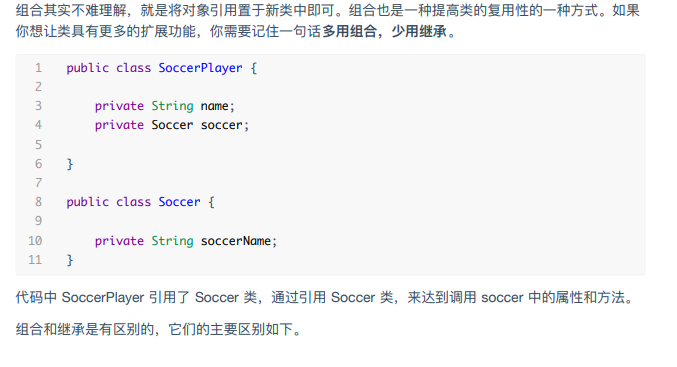 组合其实不难理解，就是将对象引用置于新类中即可。组合也是一种提高类的复用性的一种方式。如果
你想让类具有更多的扩展功能，你需要记住一句话多用组合，少用继承。
1 public class SoccerPlayer {
2
3     private String name;
4     private Soccer soccer;
5
6 }
7
8 public class Soccer {
9
10     private String soccerName;
11 }
代码中 SoccerPlayer 引用了 Soccer 类，通过引用 Soccer 类，来达到调用 soccer 中的属性和方法。
组合和继承是有区别的，它们的主要区别如下。